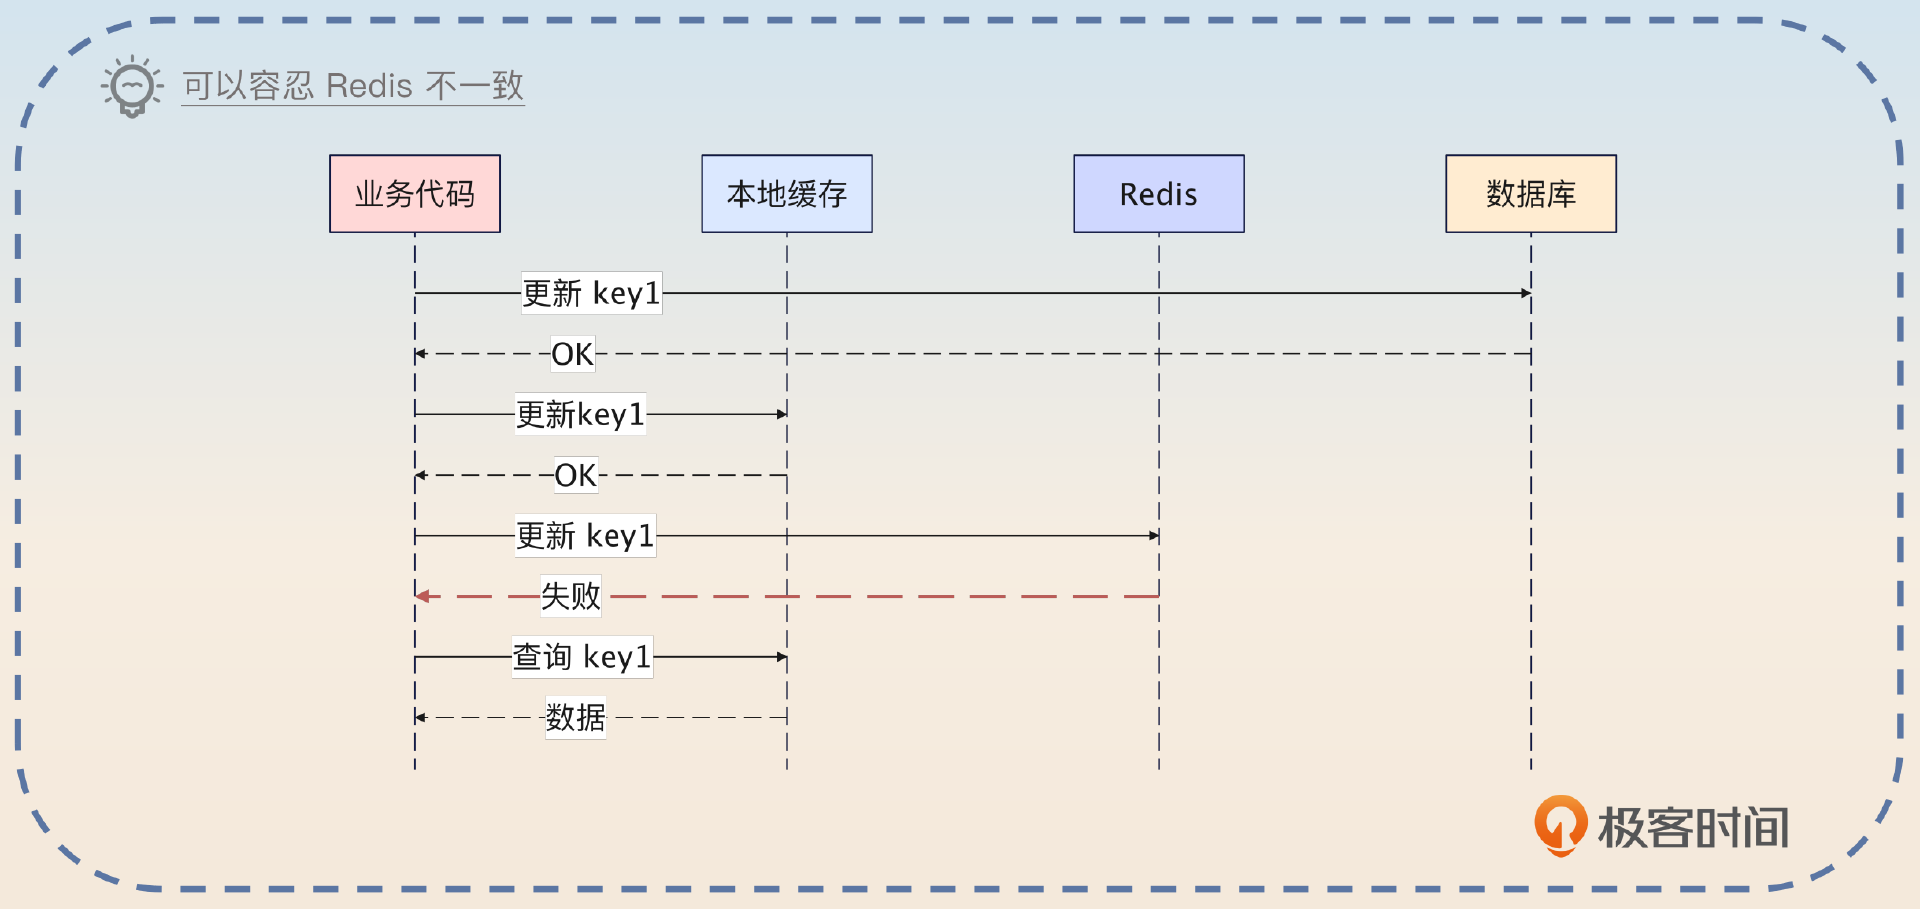 可以容忍 Redis 不一致
业务代码
本地缓存
Redis
数据库
更新 key1
OK
更新key1
OK
更新 key1
失败
查询 key1
数据
极客时间